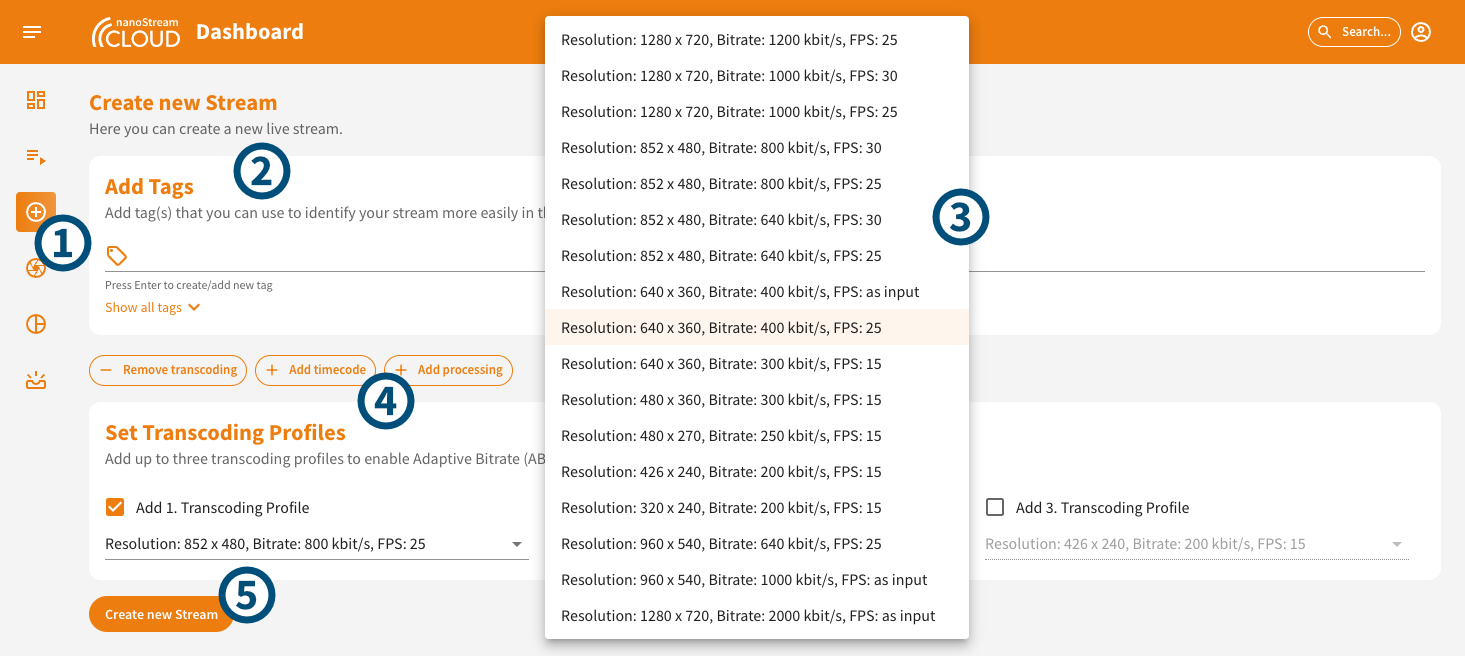 nanoStream
CLOUD
Dashboard
Search...
Create new Stream
Here you can create a new live stream.
2
Add Tags
Add tag(s) that you can use to identify your stream more easily in th
1
Press Enter to create/add new tag
Show all tags
Remove transcoding
Add timecode
Add processing
4
Set Transcoding Profiles
Add up to three transcoding profiles to enable Adaptive Bitrate (AB
Add 1. Transcoding Profile
Resolution: 852 x 480, Bitrate: 800 kbit/s, FPS: 25
5
Create new Stream
Resolution: 1280 x 720, Bitrate: 1200 kbit/s, FPS: 25
Resolution: 1280 x 720, Bitrate: 1000 kbit/s, FPS: 30
Resolution: 1280 x 720, Bitrate: 1000 kbit/s, FPS: 25
Resolution: 852 x 480, Bitrate: 800 kbit/s, FPS: 30
Resolution: 852 x 480, Bitrate: 800 kbit/s, FPS: 25
Resolution: 852 x 480, Bitrate: 640 kbit/s, FPS: 30
3
Resolution: 852 x 480, Bitrate: 640 kbit/s, FPS: 25
Resolution: 640 x 360, Bitrate: 400 kbit/s, FPS: as input
Resolution: 640 x 360, Bitrate: 400 kbit/s, FPS: 25
Resolution: 640 x 360, Bitrate: 300 kbit/s, FPS: 15
Resolution: 480 x 360, Bitrate: 300 kbit/s, FPS: 15
Resolution: 480 x 270, Bitrate: 250 kbit/s, FPS: 15
Resolution: 426 x 240, Bitrate: 200 kbit/s, FPS: 15
Resolution: 320 x 240, Bitrate: 200 kbit/s, FPS: 15
Resolution: 960 x 540, Bitrate: 640 kbit/s, FPS: 25
Resolution: 960 x 540, Bitrate: 1000 kbit/s, FPS: as input
Resolution: 1280 x 720, Bitrate: 2000 kbit/s, FPS: as input
Add 3. Transcoding Profile
Resolution: 426 x 240, Bitrate: 200 kbit/s, FPS: 15